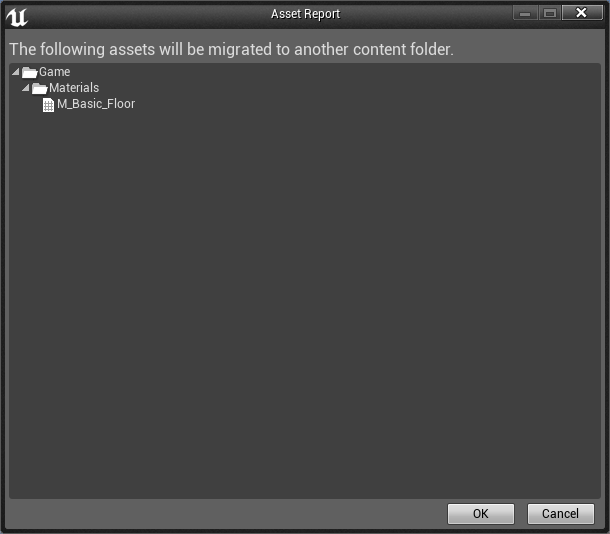 Asset Report
The following assets will be migrated to another content folder.
Game
Materials
M_Basic_Floor
OK Cancel